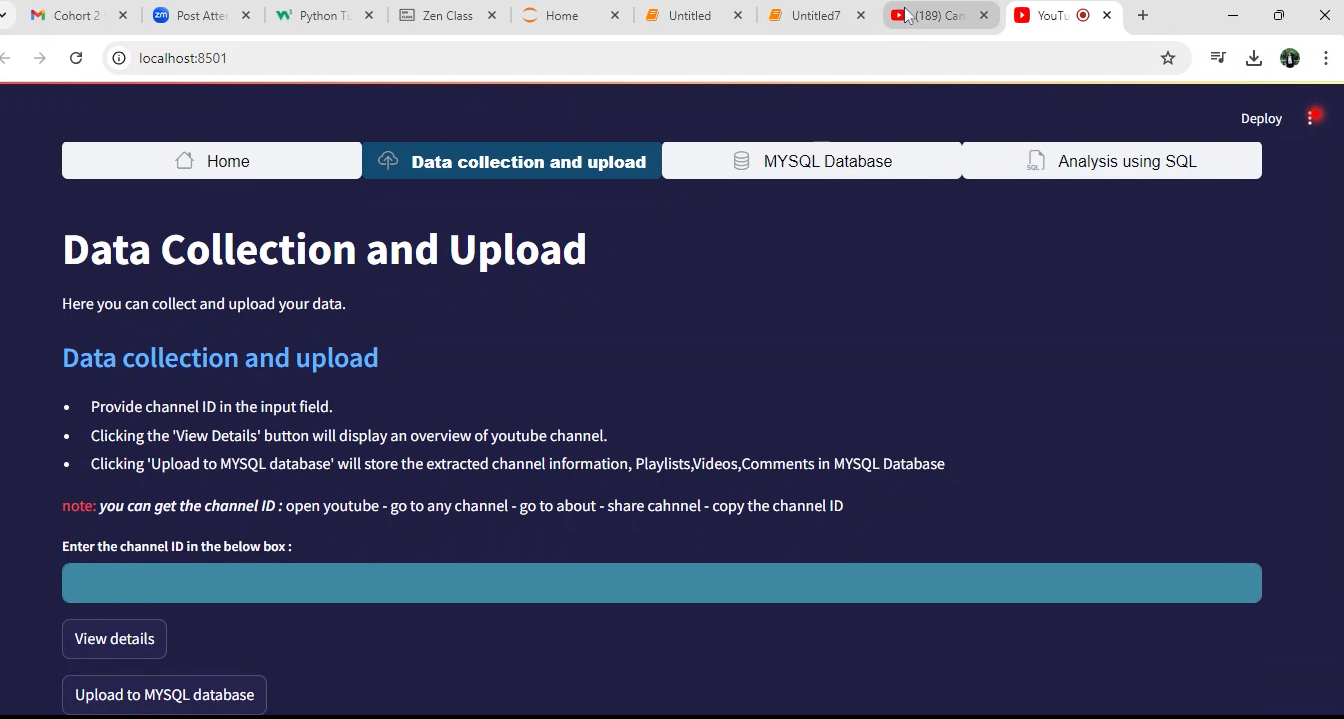 Cohort 2
Post Atter
Python Tu
Zen Class
Home
Untitled
Untitled7
(189) Can
YouTu
localhost:8501
Deploy
Home
Data collection and upload
MYSQL Database
SQL
Analysis using SQL
Data Collection and Upload
Here you can collect and upload your data.
Data collection and upload
• Provide channel ID in the input field.
• Clicking the 'View Details' button will display an overview of youtube channel.
• Clicking 'Upload to MYSQL database' will store the extracted channel information, Playlists,Videos,Comments in MYSQL Database
note: you can get the channel ID : open youtube - go to any channel - go to about - share cahnnel - copy the channel ID
Enter the channel ID in the below box :
View details
Upload to MYSQL database